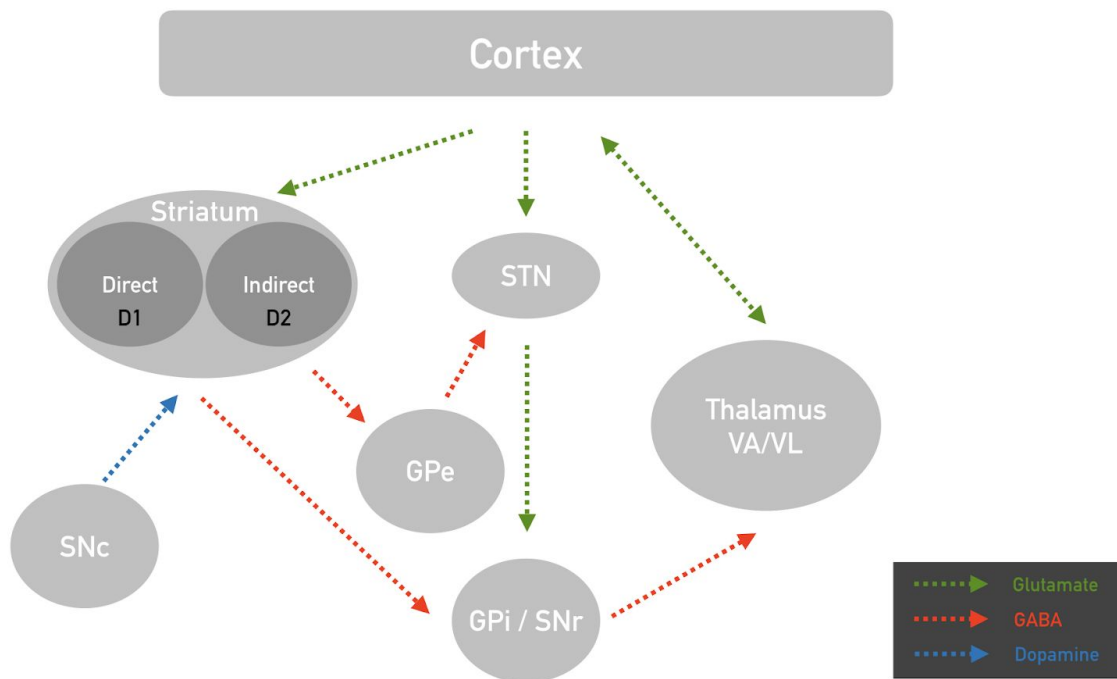 Cortex
Striatum
Direct
D1
Indirect
D2
STN
Thalamus
VA/VL
GPe
SNc
GPi / SNr
Glutamate
GABA
Dopamine